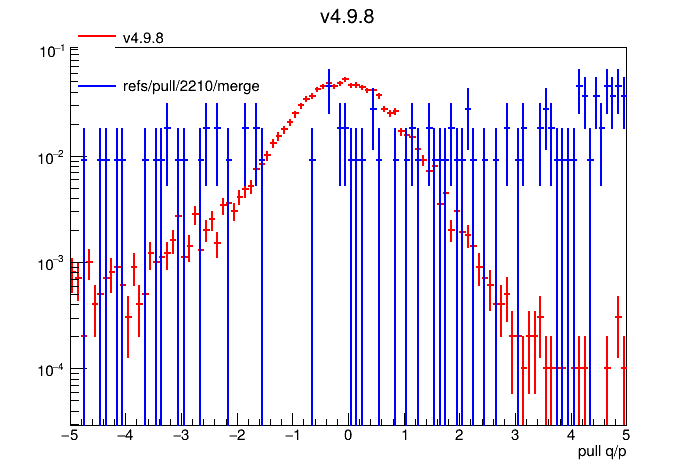 v4.9.8
v4.9.8
refs/pull/2210/merge
10⁻¹
10⁻²
10⁻³
10⁻⁴
−5 −4 −3 −2 −1 0 1 2 3 4 5
pull q/p